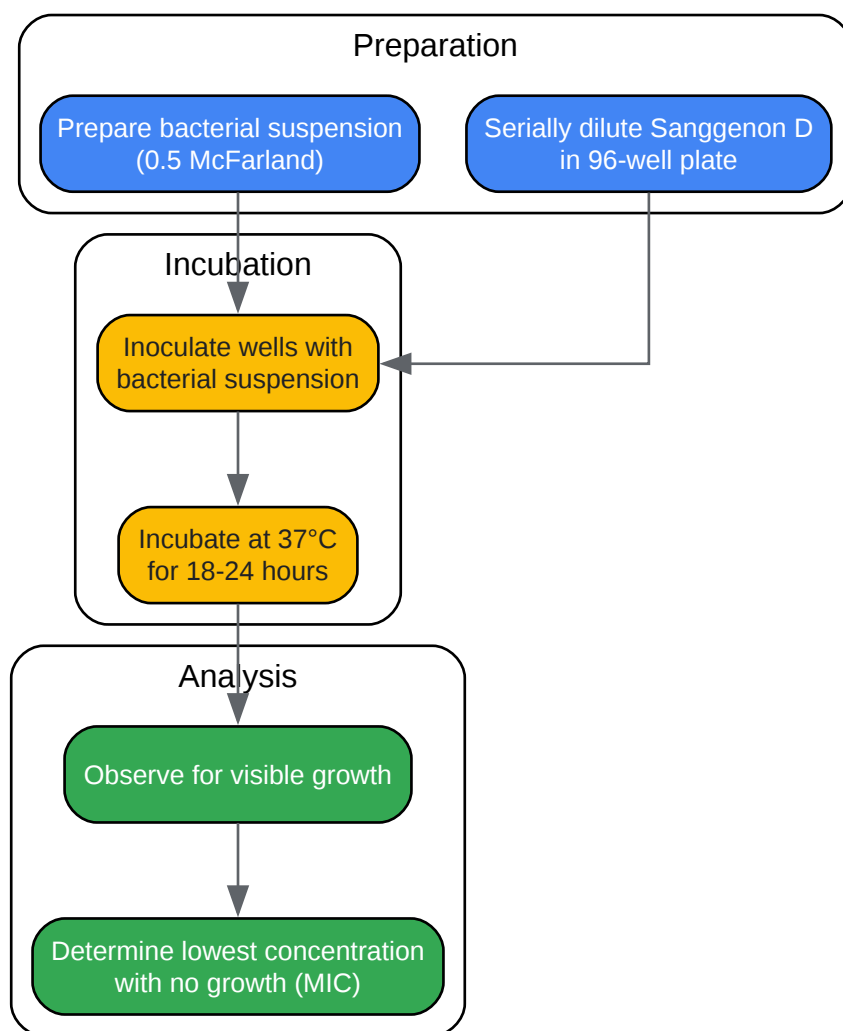 Preparation
Prepare bacterial suspension
(0.5 McFarland)
Serially dilute Sanggenon D
in 96-well plate
Incubation
Inoculate wells with
bacterial suspension
Incubate at 37°C
for 18-24 hours
Analysis
Observe for visible growth
Determine lowest concentration
with no growth (MIC)